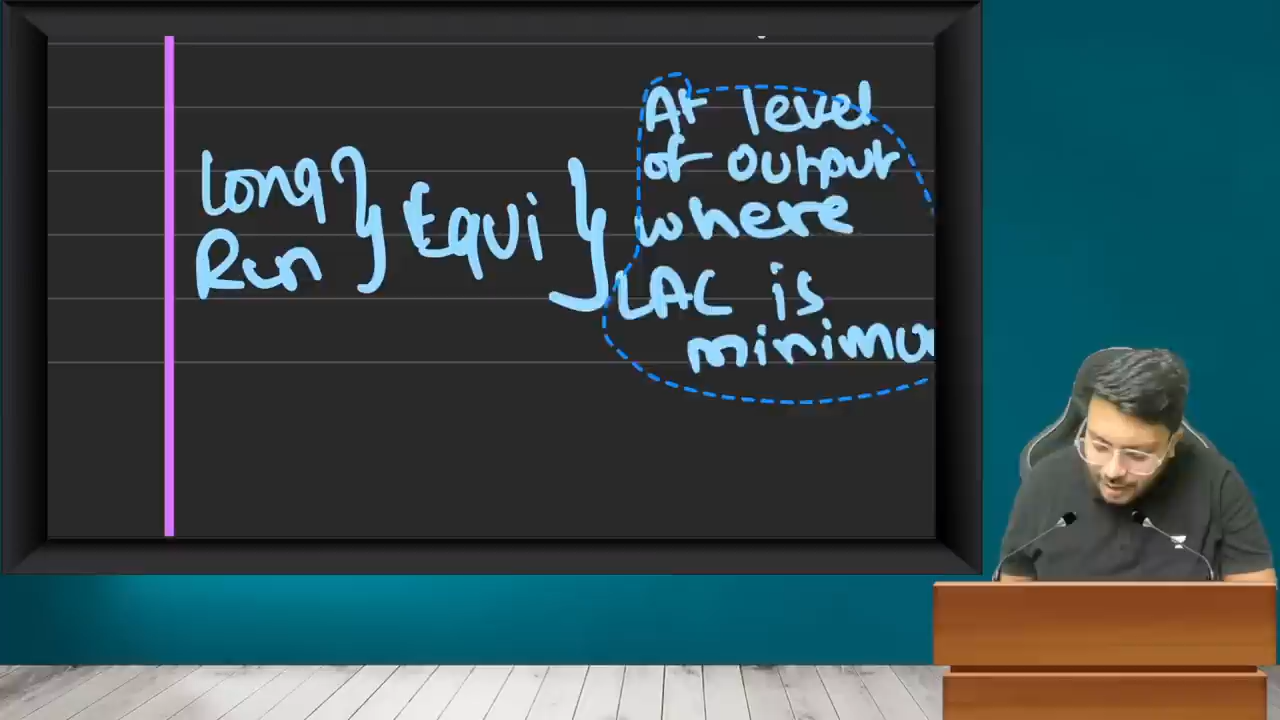 Long
Run
Equi
At level
of output
where
LAC is
minimu